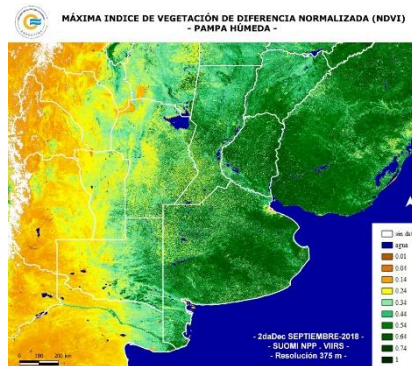 MÁXIMA INDICE DE VEGETACIÓN DE DIFERENCIA NORMALIZADA (NDVI)
- PAMPA HÚMEDA -
sin dat
agua
0.01
0.04
0.14
0.24
0.34
0.44
0.54
0.64
0.74
1
- 2daDec SEPTIEMBRE-2018 -
- SUOMI NPP . VIIRS -
- Resolución 375 m -
0 100 200 km